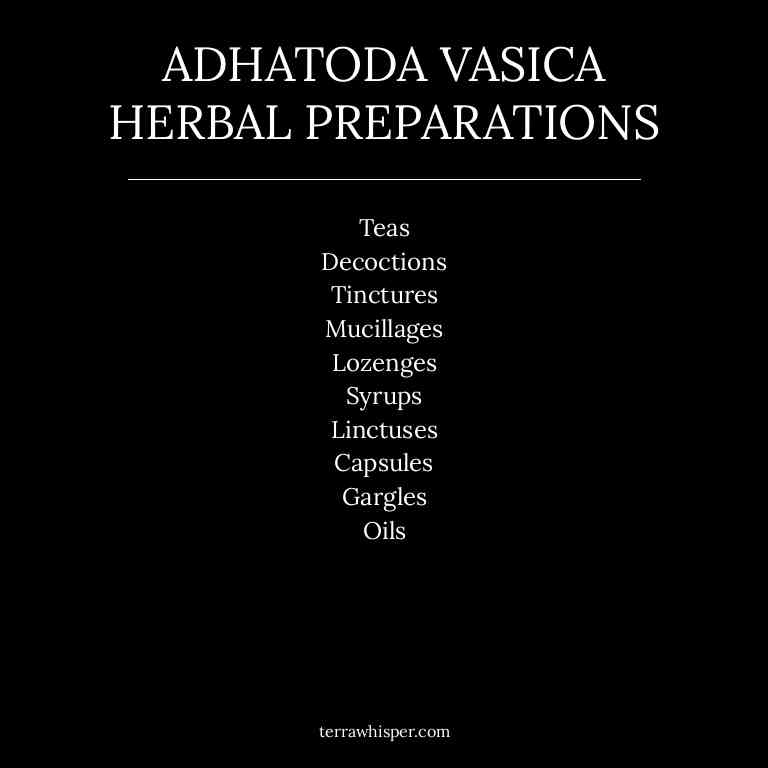 ADHATODA VASICA
HERBAL PREPARATIONS
Teas
Decoctions
Tinctures
Mucillages
Lozenges
Syrups
Linctuses
Capsules
Gargles
Oils
terrawhisper.com